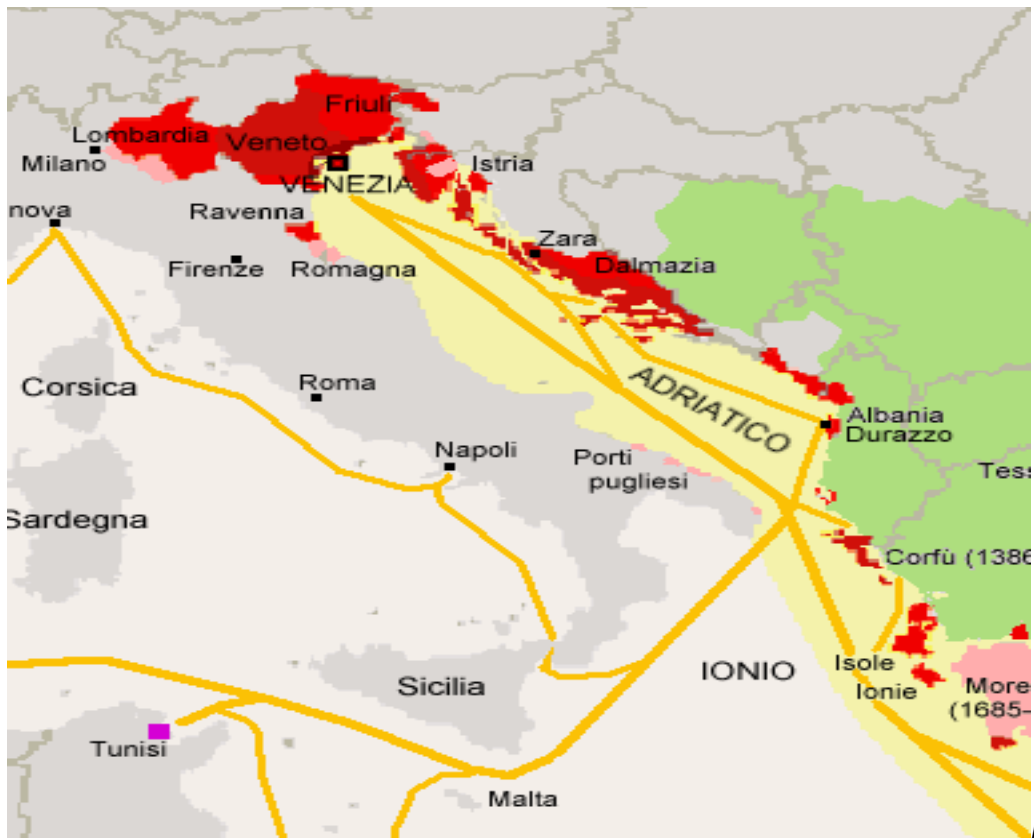 Friuli
Lombardia
Veneto
Milano
Istria
VENEZIA
nova
Ravenna
Zara
Firenze
Romagna
Dalmazia
Corsica
Roma
ADRIATICO
Albania
Durazzo
Napoli
Porti
pugliesi
Tess
Sardegna
Corfù (1386
Isole
IONIO
Sicilia
Ionie
More
(1685-
Tunisi
Malta